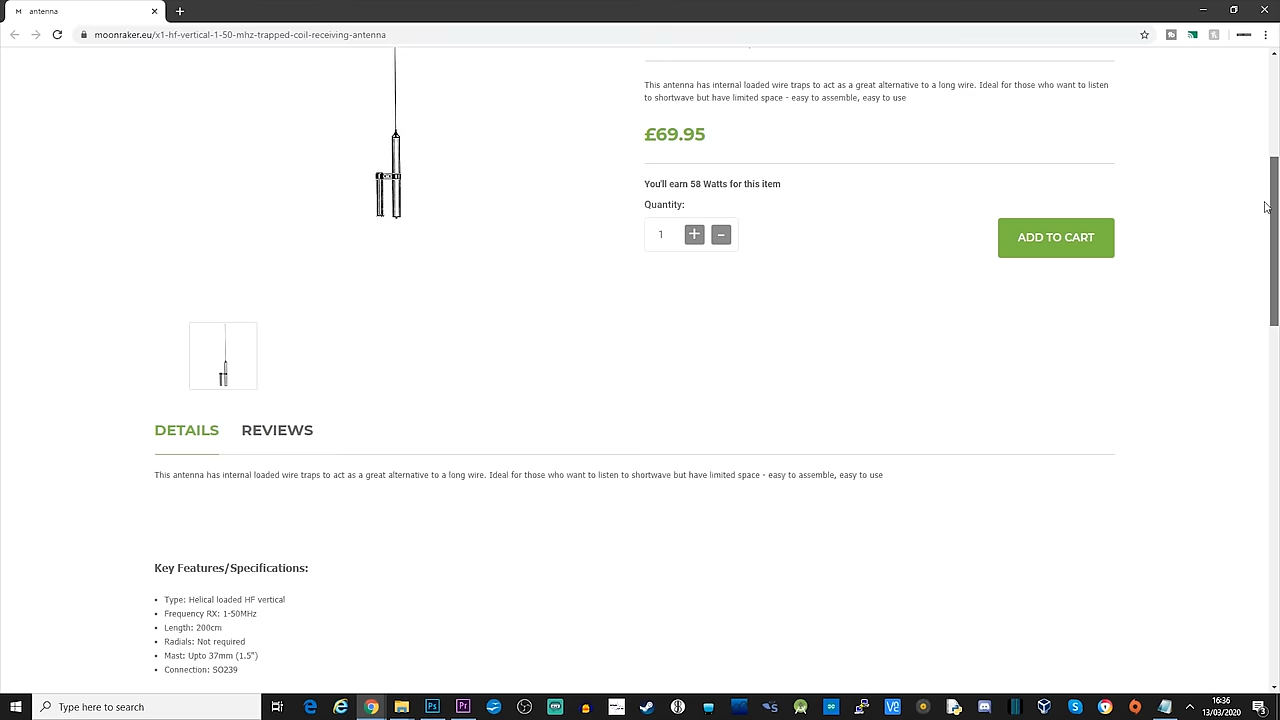 M antenna
moonraker.eu/x1-hf-vertical-1-50-mhz-trapped-coil-receiving-antenna
This antenna has internal loaded wire traps to act as a great alternative to a long wire. Ideal for those who want to listen
to shortwave but have limited space - easy to assemble, easy to use
£69.95
You'll earn 58 Watts for this item
Quantity:
1 + -
ADD TO CART
DETAILS REVIEWS
This antenna has internal loaded wire traps to act as a great alternative to a long wire. Ideal for those who want to listen to shortwave but have limited space - easy to assemble, easy to use
Key Features/Specifications:
• Type: Helical loaded HF vertical
• Frequency RX: 1-50MHz
• Length: 200cm
• Radials: Not required
• Mast: Upto 37mm (1.5")
• Connection: SO239
Type here to search
16:36
13/03/2020